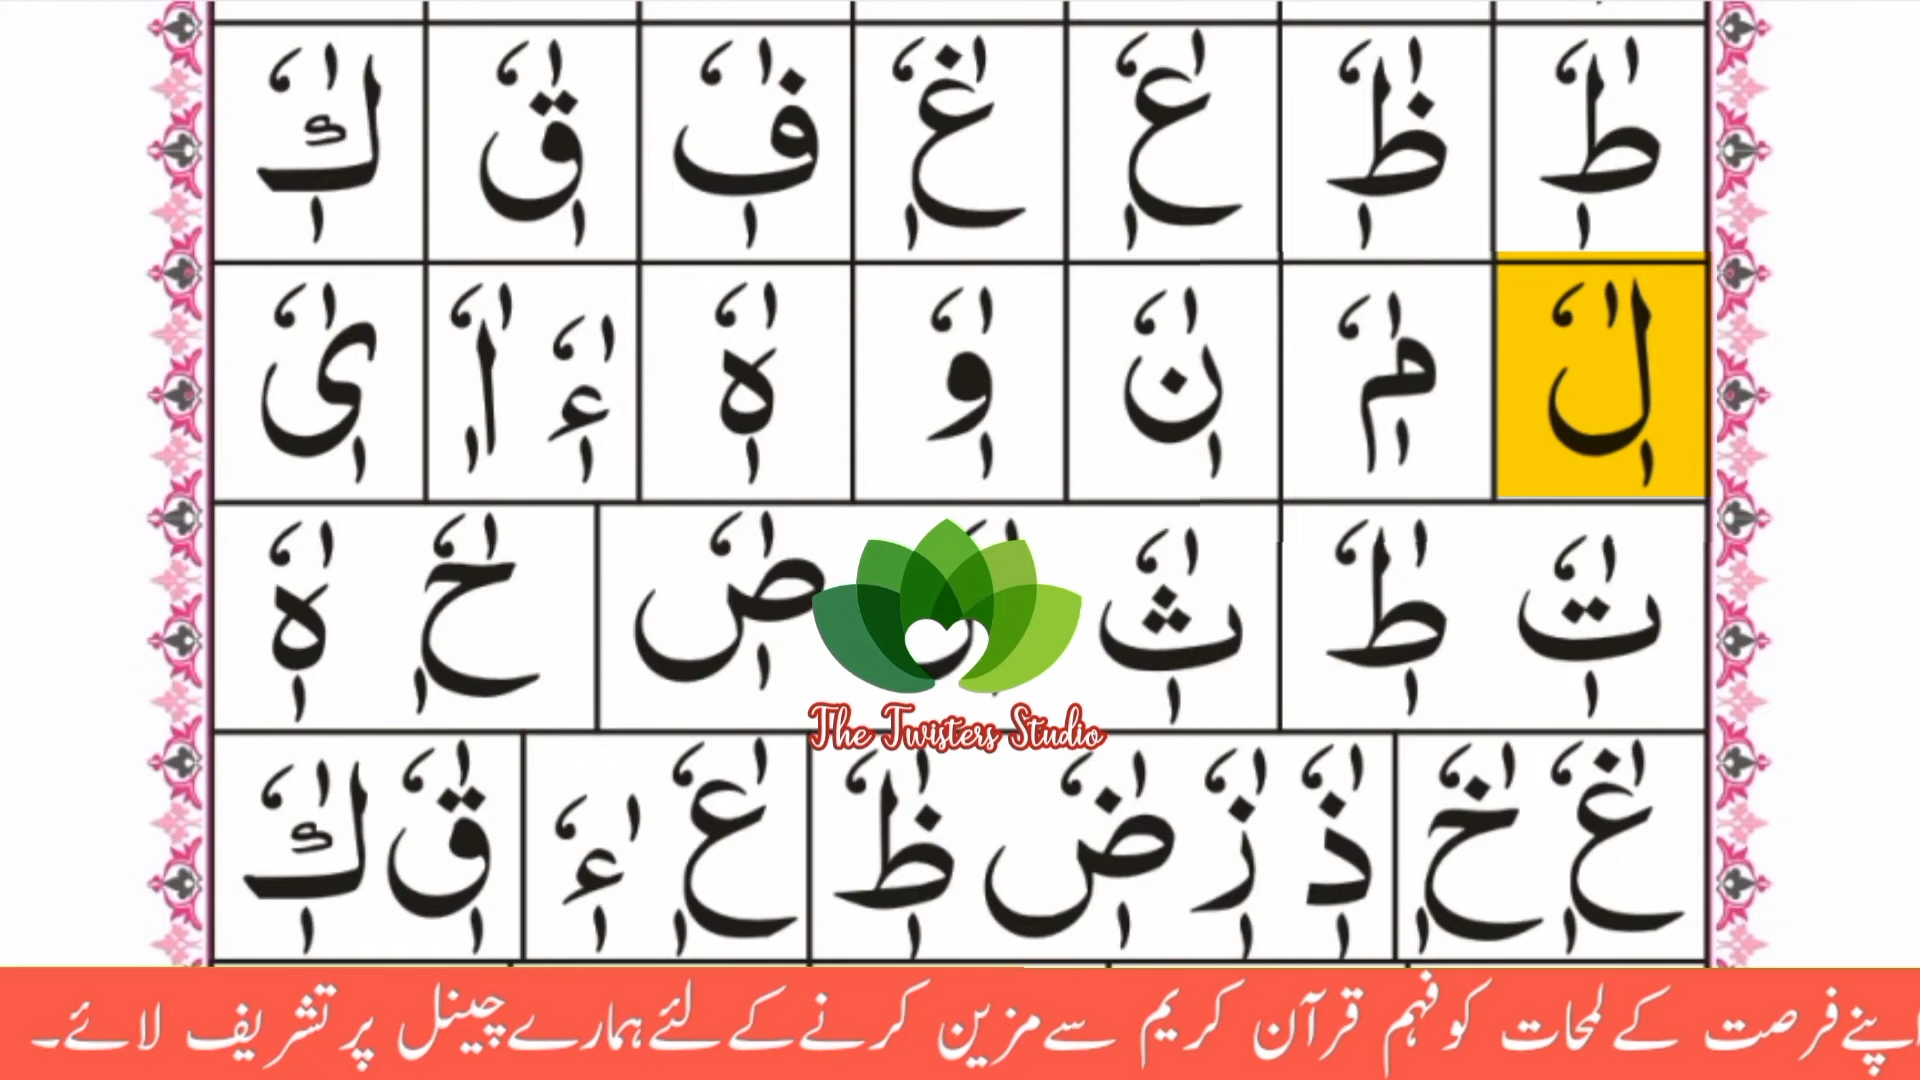 طٰطٖطٗ ظٰظٖظٗ عٰعٖعٗ غٰغٖغٗ فٰفٖفٗ قٰقٖقٗ كٰكٖكٗ
لٰلٖلٗ مٰمٖمٗ نٰنٖنٗ وٰوٖوٗ هٰهٖهٗ ءٰءٖءٗ اٰاٖاٗ یٰیٖیٗ
تٰتٖتٗ طٰطٖطٗ ثٰثٖثٗ صٰصٖصٗ حٰحٖحٗ هٰهٖهٗ
The Twisters Studio
غٰغٖغٗ خٰخٖخٗ ذٰذٖذٗ زٰزٖزٗ ضٰضٖضٗ ظٰظٖظٗ عٰعٖعٗ ءٰءٖءٗ قٰقٖقٗ كٰكٖكٗ
اپنے فرصت کے لمحات کو فہم قرآن کریم سے مزین کرنے کے لئے ہمارے چینل پر تشریف لائے۔